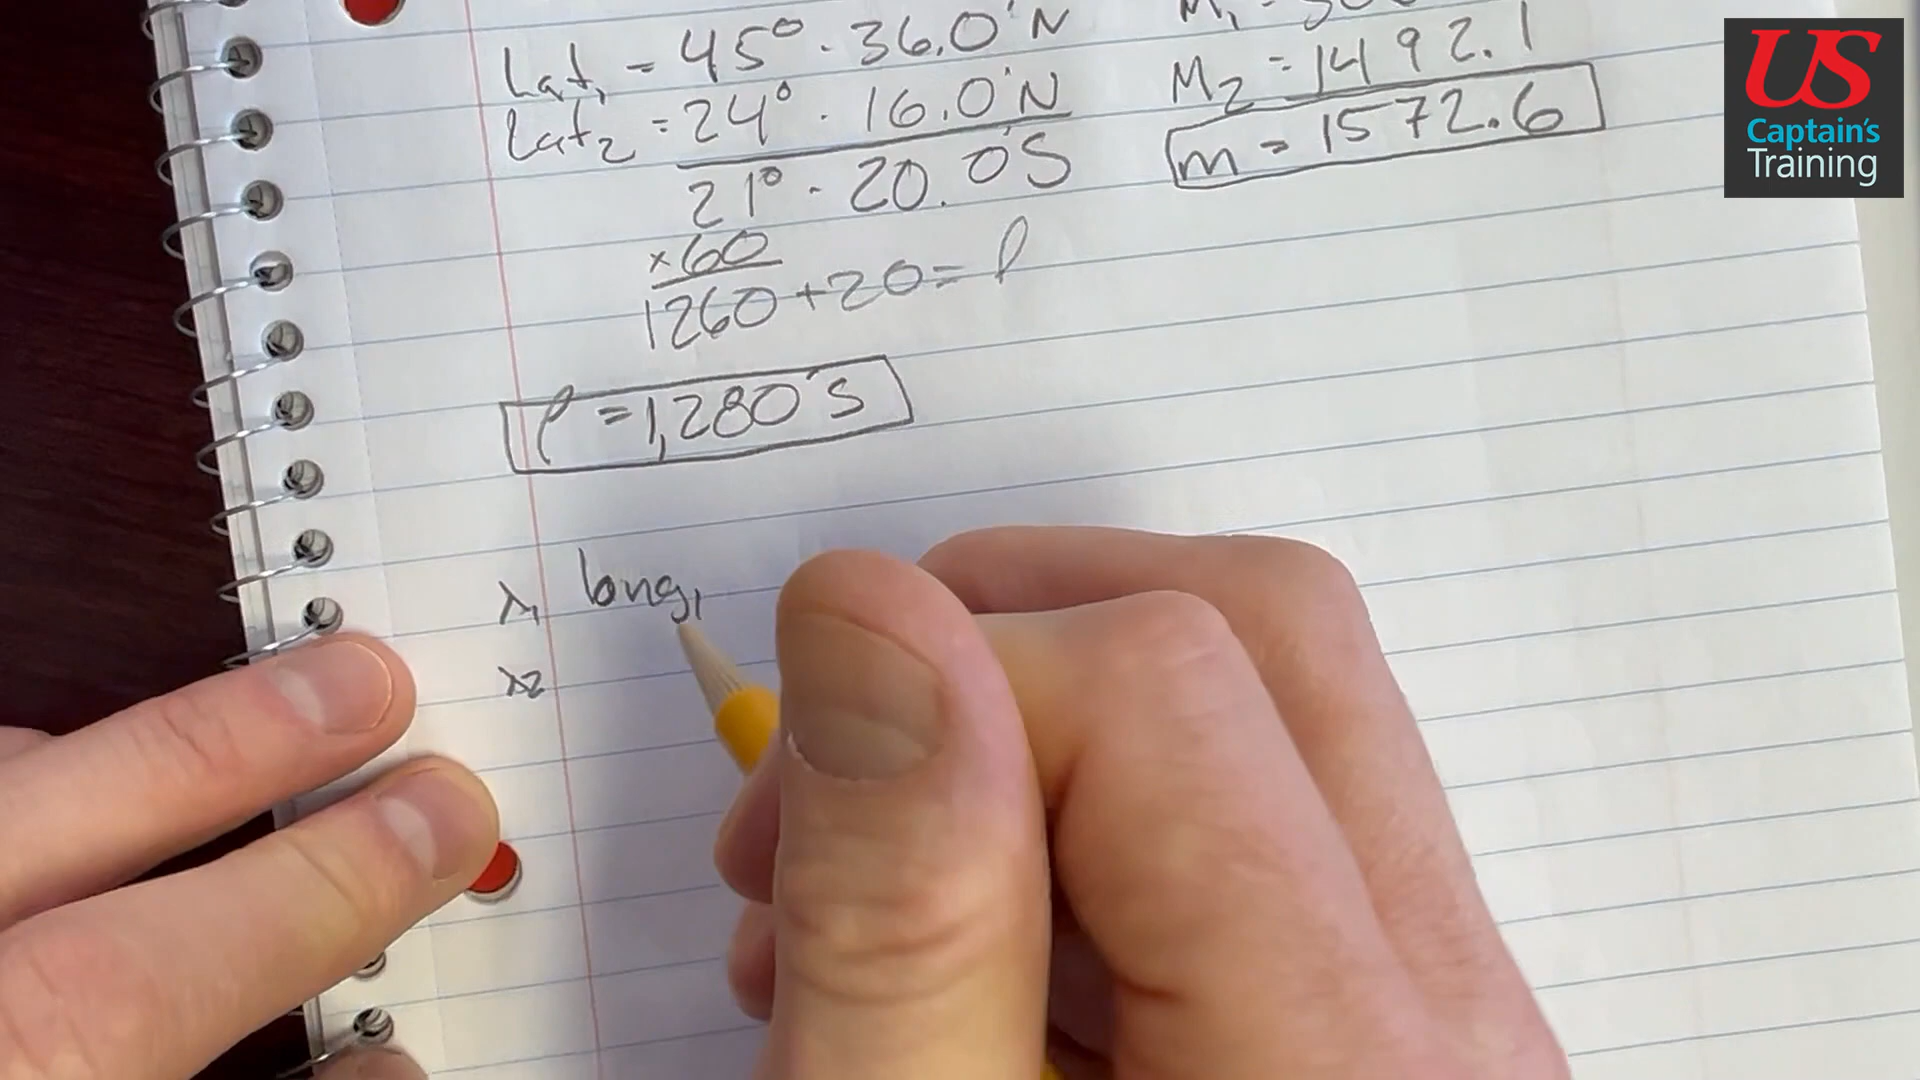 Lat₁ = 45° · 36.0'N
Lat₂ = 24° · 16.0'N
21° · 20.0'S
×60
1260 + 20 = l
l = 1,280'S
M₂ = 1492.1
m = 1572.6
λ₁ long₁
λ₂
US
Captain's
Training